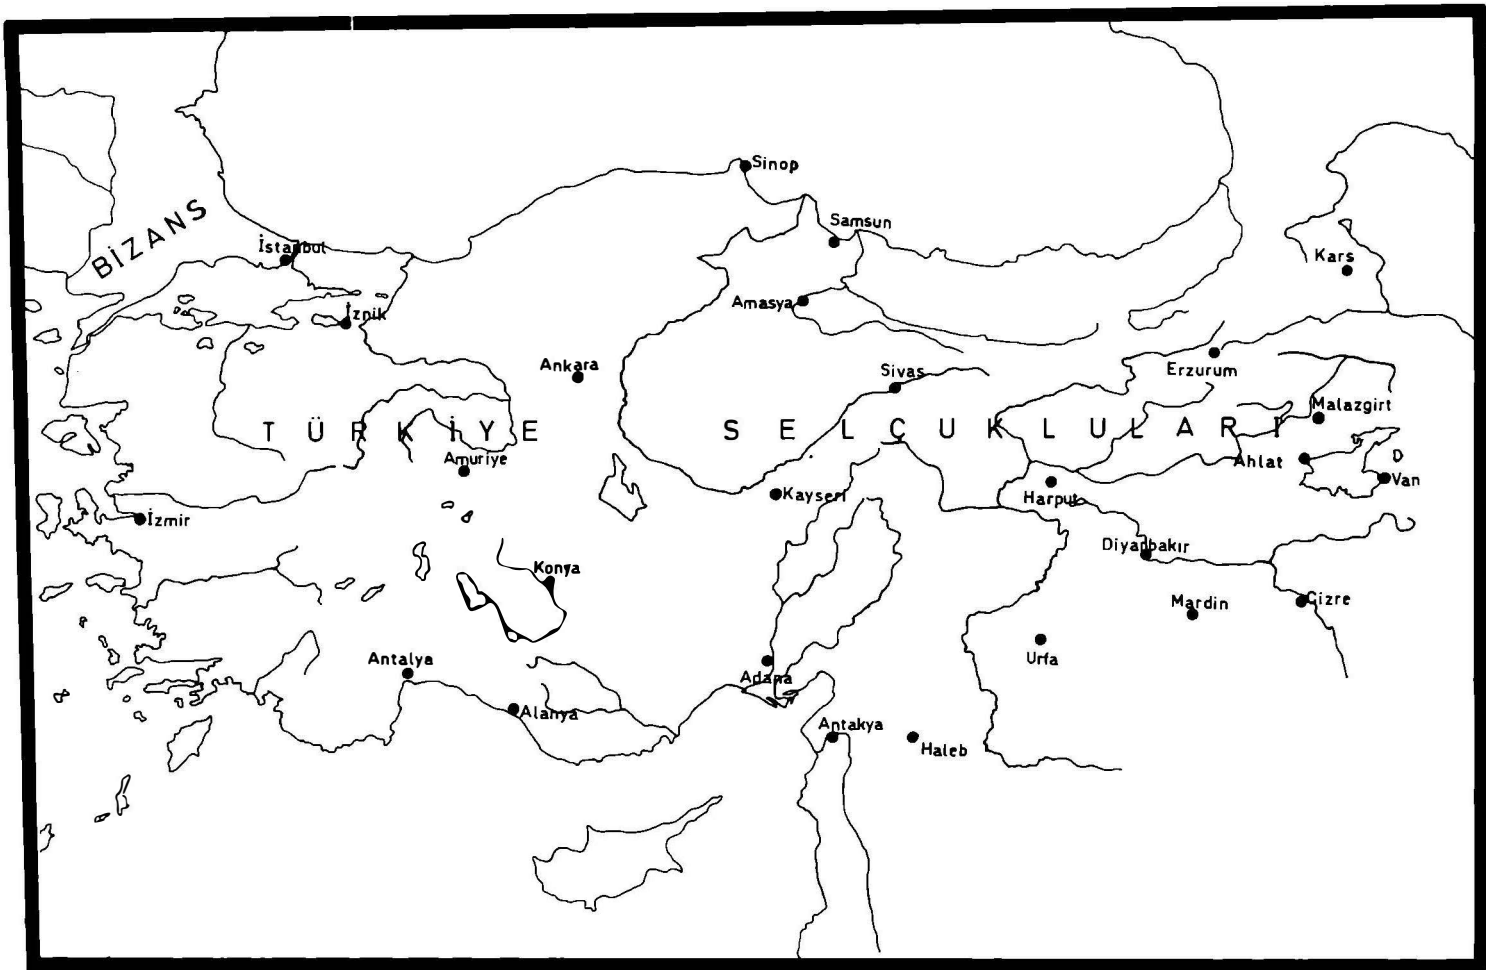 Sinop
BİZANS
Samsun
İstanbul
Kars
Amasya
İznik
Ankara
Sivas
Erzurum
Malazgirt
TÜRKİYE SELÇUKLULARI
Amuriye
Ahlat
D
Van
Kayseri
Harput
İzmir
Diyarbakır
Konya
Mardin
Cizre
Antalya
Urfa
Adana
Alanya
Antakya
Haleb